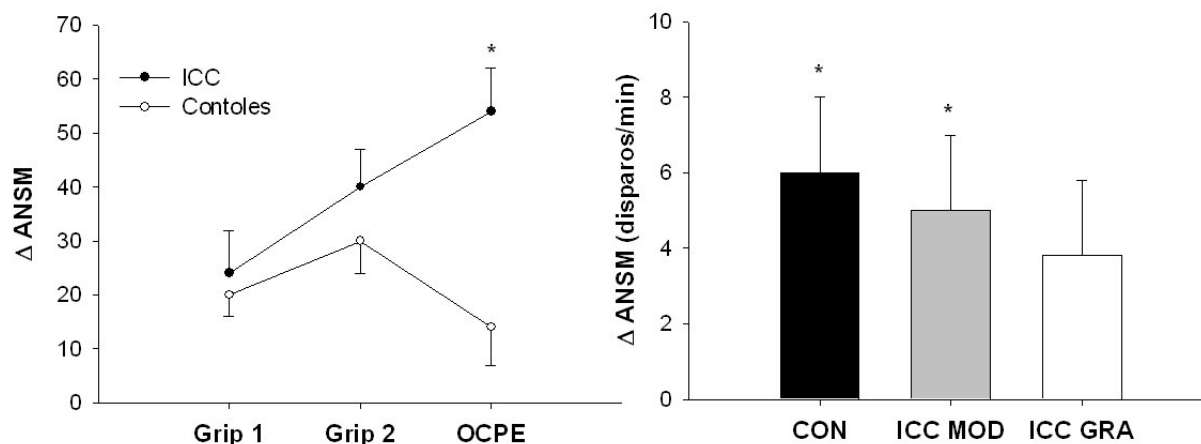 70
60
50
40
30
20
10
0
Δ ANSM
ICC
Contoles
*
Grip 1 Grip 2 OCPE
10
8
6
4
2
0
Δ ANSM (disparos/min)
* *
CON ICC MOD ICC GRA